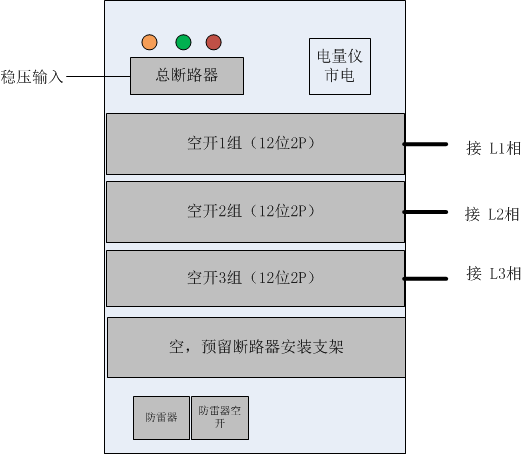 电量仪
市电
稳压输入
总断路器
空开1组（12位2P）
接 L1相
空开2组（12位2P）
接 L2相
空开3组（12位2P）
接 L3相
空，预留断路器安装支架
防雷器
防雷器空
开